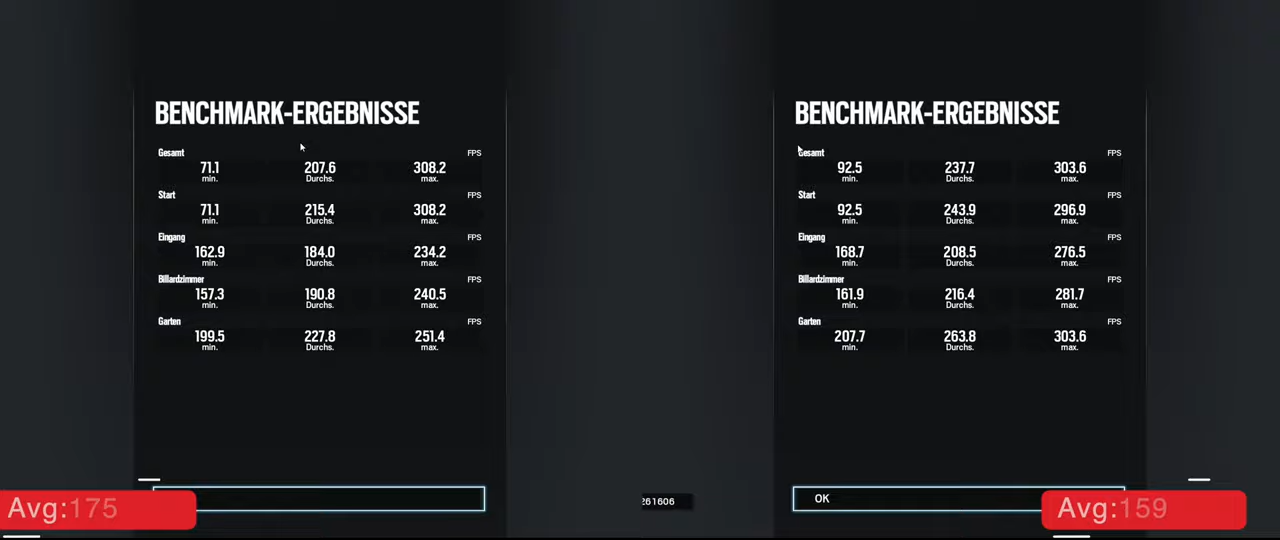 BENCHMARK-ERGEBNISSE
Gesamt FPS
71.1 207.6 308.2
min. Durchs. max.
Start FPS
71.1 215.4 308.2
min. Durchs. max.
Eingang FPS
162.9 184.0 234.2
min. Durchs. max.
Billardzimmer FPS
157.3 190.8 240.5
min. Durchs. max.
Garten FPS
199.5 227.8 251.4
min. Durchs. max.
Avg:175
BENCHMARK-ERGEBNISSE
Gesamt FPS
92.5 237.7 303.6
min. Durchs. max.
Start FPS
92.5 243.9 296.9
min. Durchs. max.
Eingang FPS
168.7 208.5 276.5
min. Durchs. max.
Billardzimmer FPS
161.9 216.4 281.7
min. Durchs. max.
Garten FPS
207.7 263.8 303.6
min. Durchs. max.
OK
Avg:159